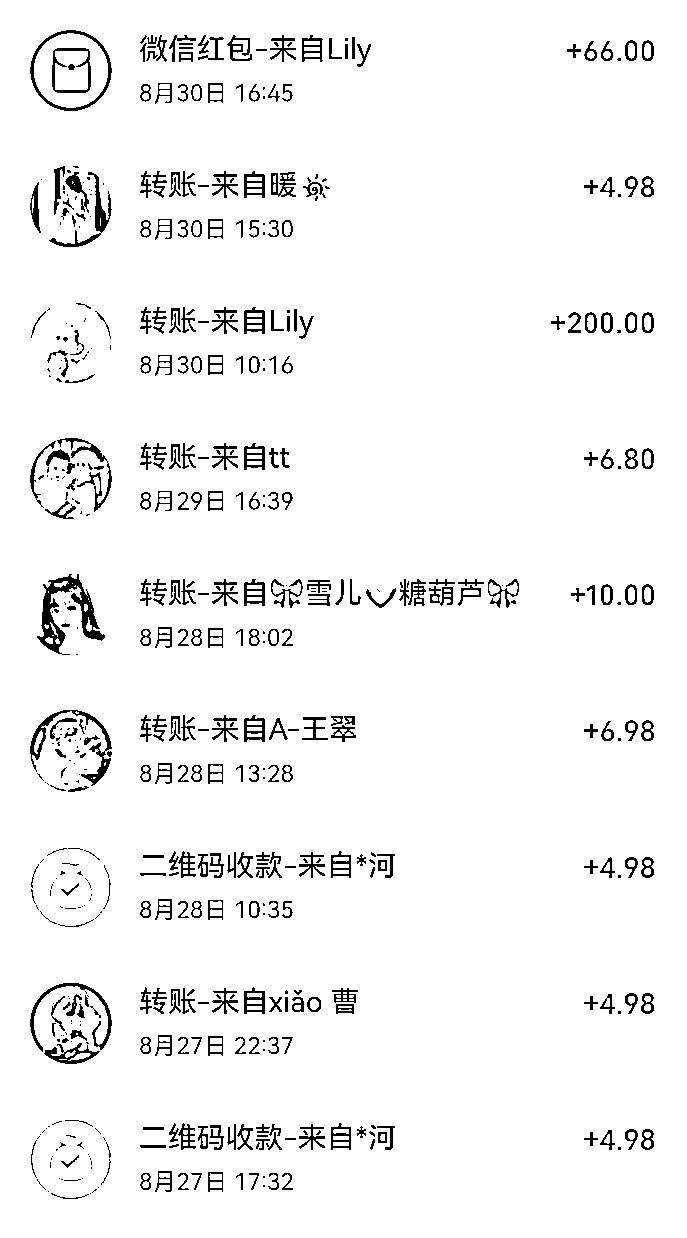 微信红包-来自Lily
+66.00
8月30日 16:45
转账-来自暖
+4.98
8月30日 15:30
转账-来自Lily
+200.00
8月30日 10:16
转账-来自tt
+6.80
8月29日 16:39
转账-来自🎀雪儿◡糖葫芦🎀
+10.00
8月28日 18:02
转账-来自A-王翠
+6.98
8月28日 13:28
二维码收款-来自*河
+4.98
8月28日 10:35
转账-来自xiǎo 曹
+4.98
8月27日 22:37
二维码收款-来自*河
+4.98
8月27日 17:32